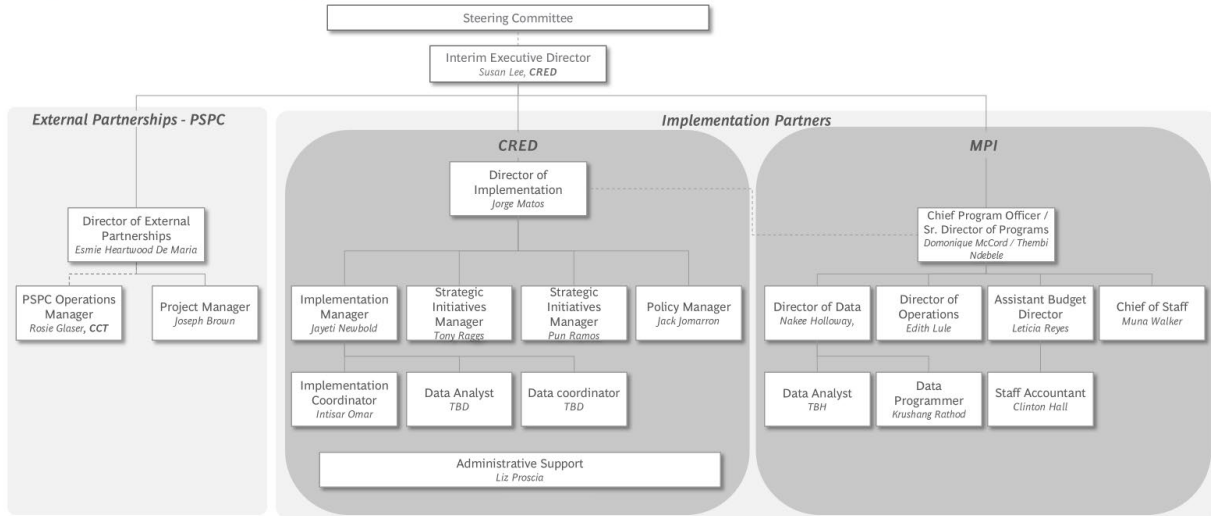 Steering Committee
Interim Executive Director
Susan Lee, CRED
External Partnerships - PSPC
Implementation Partners
CRED
MPI
Director of
Implementation
Jorge Matos
Director of External
Partnerships
Esmie Heartwood De Maria
Chief Program Officer /
Sr. Director of Programs
Domonique McCord / Thembi
Ndebele
PSPC Operations
Manager
Rosie Glaser, CCT
Project Manager
Joseph Brown
Implementation
Manager
Jayeti Newbold
Strategic
Initiatives
Manager
Tony Raggs
Strategic
Initiatives
Manager
Pun Ramos
Policy Manager
Jack Jomarron
Director of Data
Nakee Holloway,
Director of
Operations
Edith Lule
Assistant Budget
Director
Leticia Reyes
Chief of Staff
Muna Walker
Implementation
Coordinator
Intisar Omar
Data Analyst
TBD
Data coordinator
TBD
Data Analyst
TBH
Data
Programmer
Krushang Rathod
Staff Accountant
Clinton Hall
Administrative Support
Liz Proscia